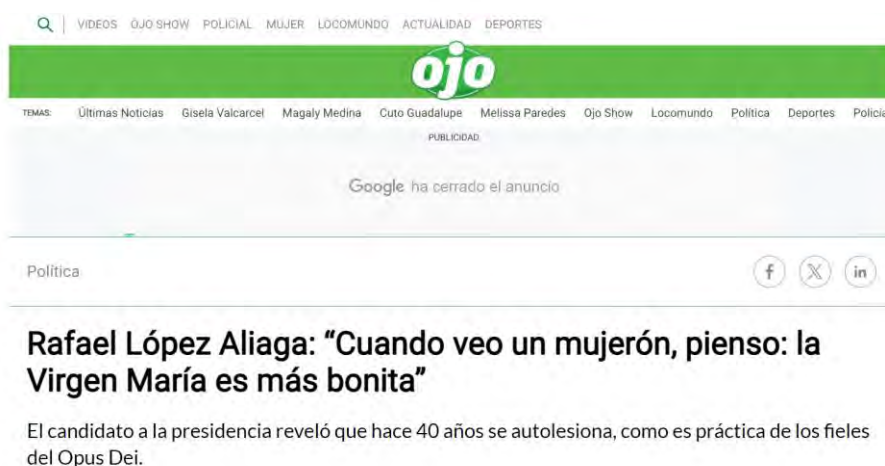 VIDEOS OJO SHOW POLICIAL MUJER LOCOMUNDO ACTUALIDAD DEPORTES
ojo
TEMAS: Últimas Noticias Gisela Valcarcel Magaly Medina Cuto Guadalupe Melissa Paredes Ojo Show Locomundo Política Deportes Policia
PUBLICIDAD
Google ha cerrado el anuncio
Política
f X in
Rafael López Aliaga: “Cuando veo un mujerón, pienso: la
Virgen María es más bonita”
El candidato a la presidencia reveló que hace 40 años se autolesiona, como es práctica de los fieles
del Opus Dei.